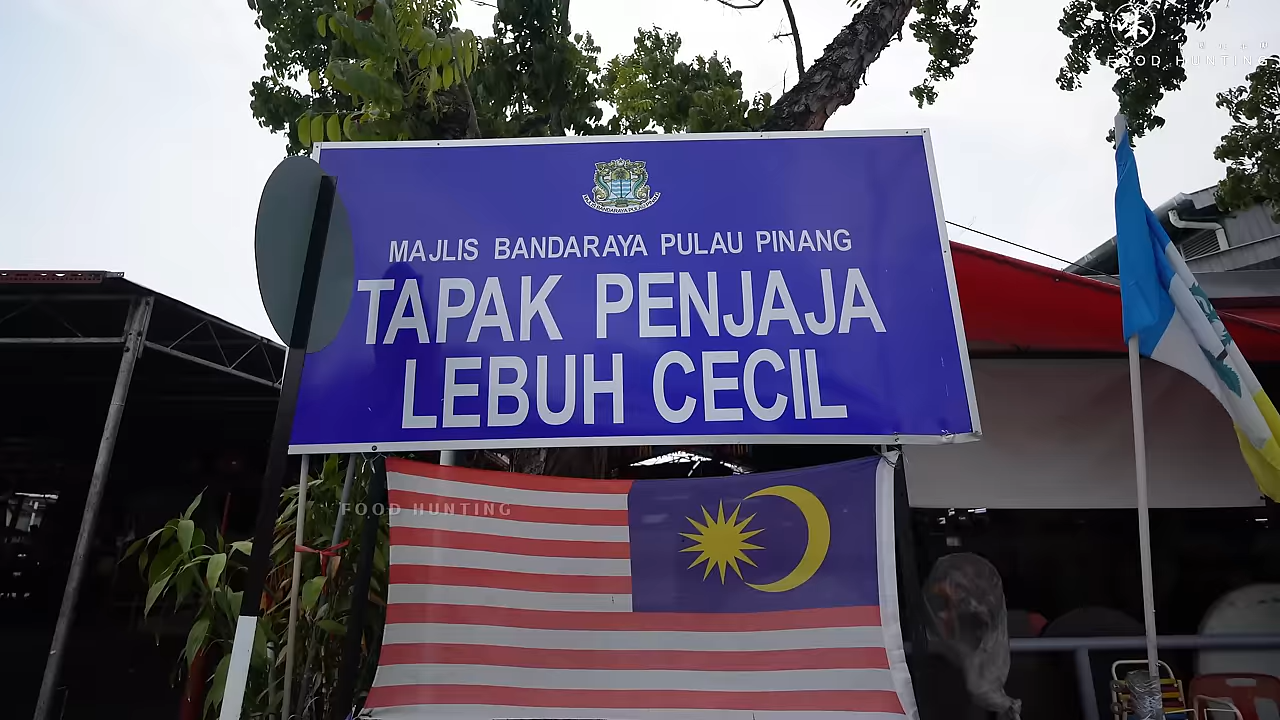 FOOD HUNTING
MAJLIS BANDARAYA PULAU PINANG
TAPAK PENJAJA
LEBUH CECIL
FOOD HUNTING